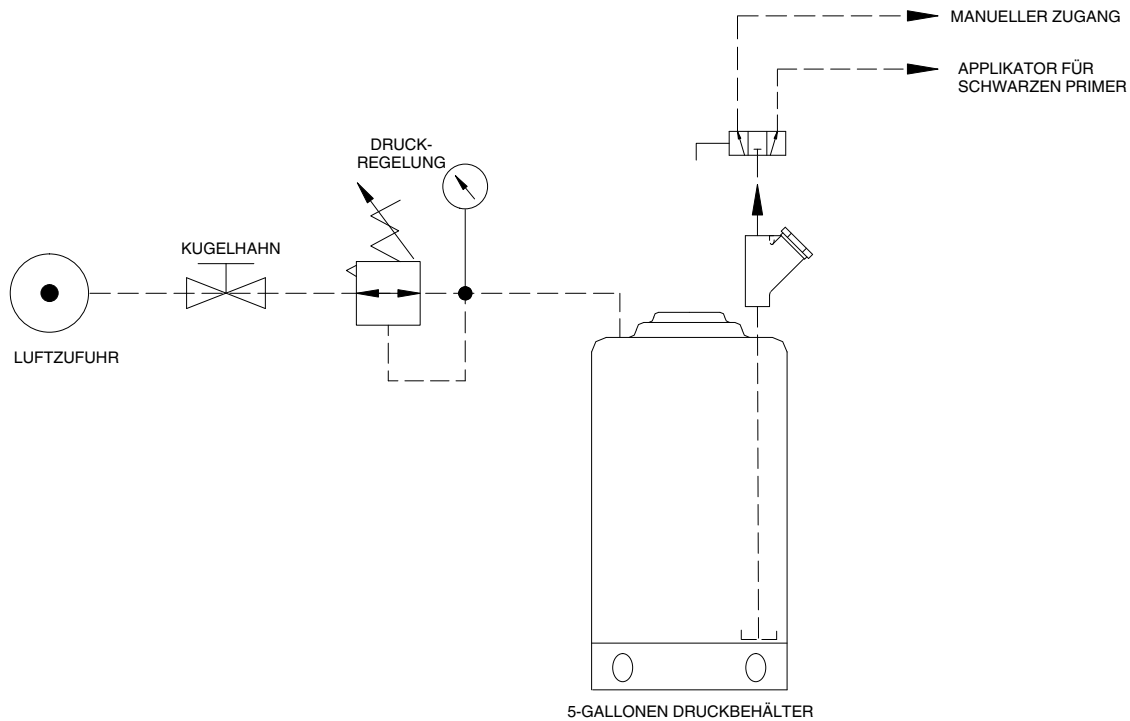 MANUELLER ZUGANG
APPLIKATOR FÜR
SCHWARZEN PRIMER
DRUCK-
REGELUNG
KUGELHAHN
LUFTZUFUHR
5-GALLONEN DRUCKBEHÄLTER